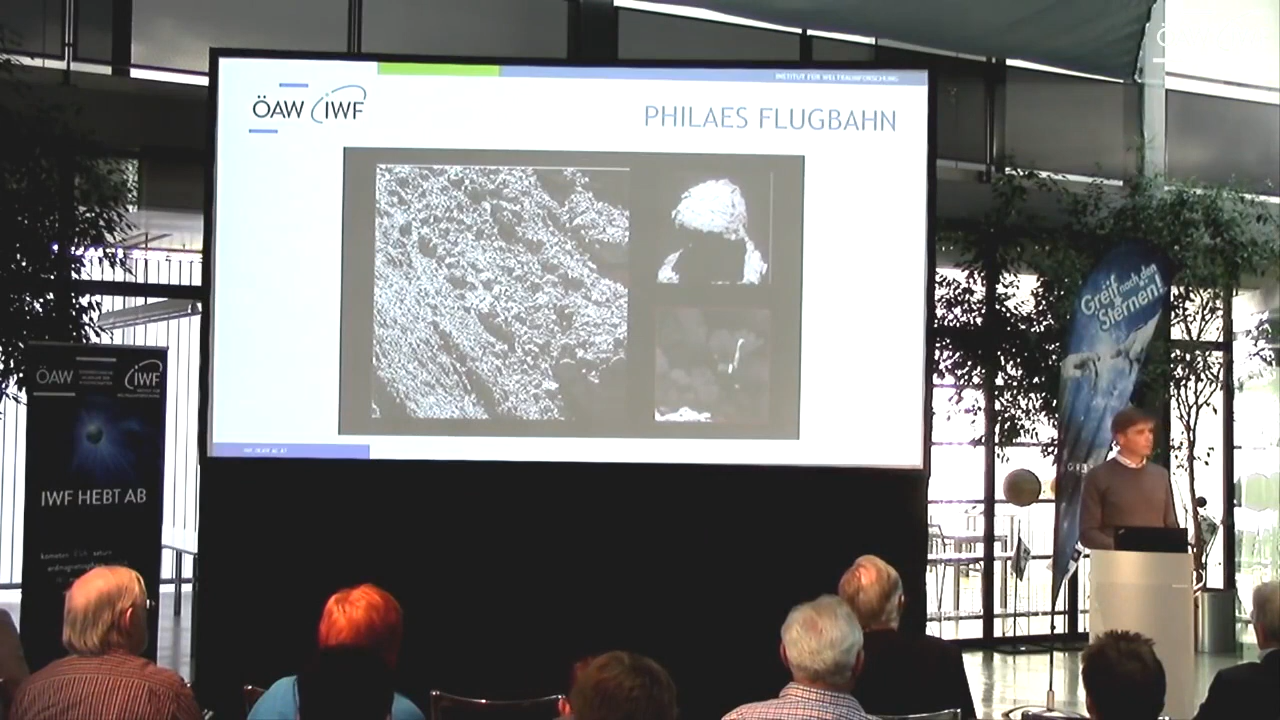 INSTITUT FÜR WELTRAUMFORSCHUNG
ÖAW IWF
PHILAES FLUGBAHN
Greif nach den
Sternen!
ÖAW
IWF
IWF HEBT AB